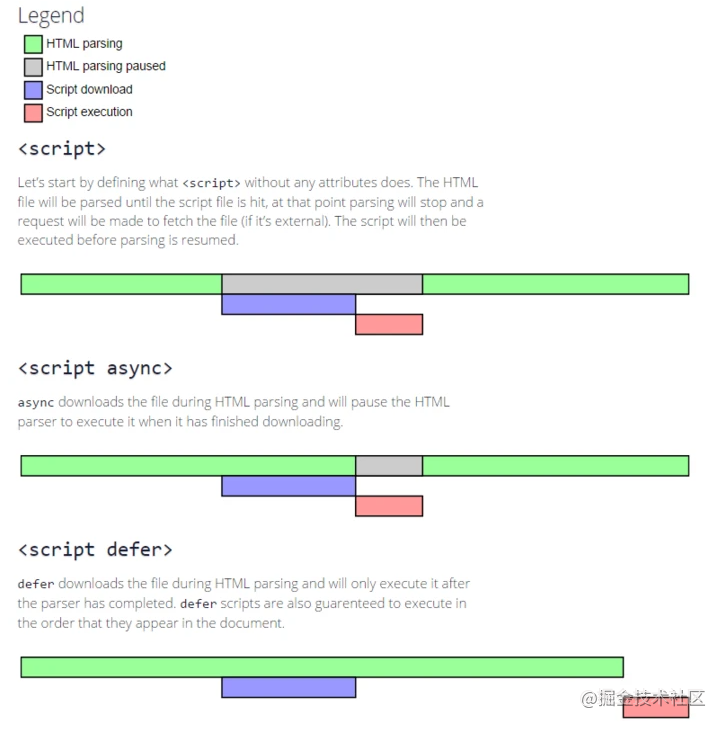 Legend
HTML parsing
HTML parsing paused
Script download
Script execution
<script>
Let's start by defining what <script> without any attributes does. The HTML
file will be parsed until the script file is hit, at that point parsing will stop and a
request will be made to fetch the file (if it's external). The script will then be
executed before parsing is resumed.
<script async>
async downloads the file during HTML parsing and will pause the HTML
parser to execute it when it has finished downloading.
<script defer>
defer downloads the file during HTML parsing and will only execute it after
the parser has completed. defer scripts are also guarenteed to execute in
the order that they appear in the document.
@掘金技术社区